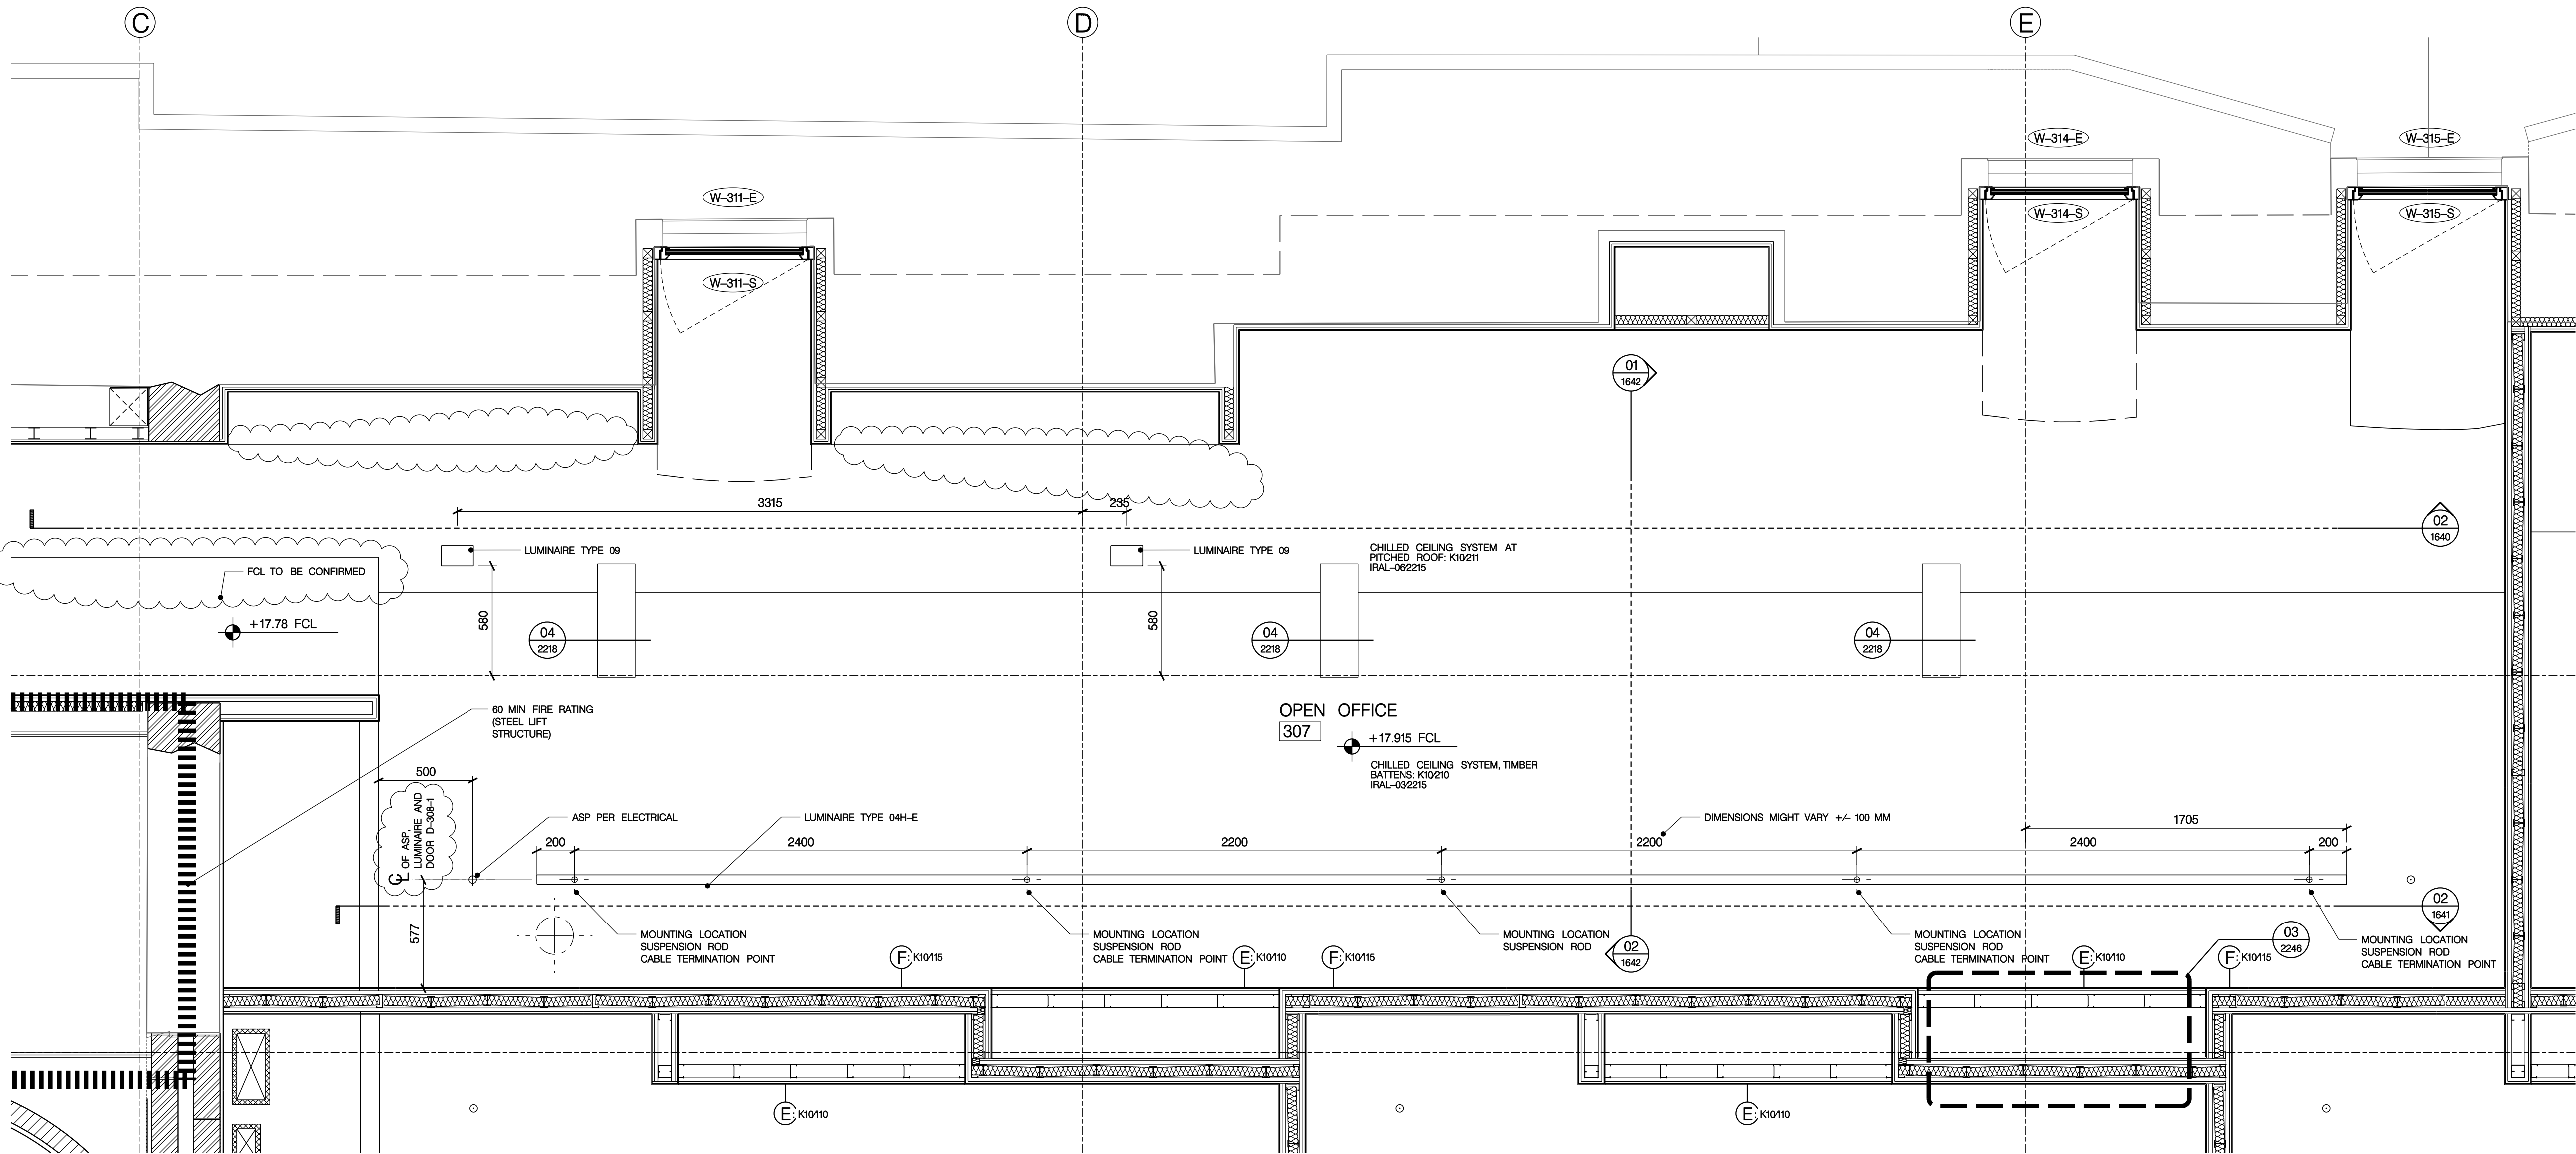 C
D
E
W-314-E
W-315-E
W-311-E
W-314-S
W-315-S
W-311-S
01
1642
3315
235
02
1640
LUMINAIRE TYPE 09
LUMINAIRE TYPE 09
CHILLED CEILING SYSTEM AT
PITCHED ROOF: K10/211
IRAL-06/2215
FCL TO BE CONFIRMED
580
580
+17.78 FCL
04
2218
04
2218
04
2218
60 MIN FIRE RATING
(STEEL LIFT
STRUCTURE)
OPEN OFFICE
307
+17.915 FCL
CHILLED CEILING SYSTEM, TIMBER
BATTENS: K10/210
IRAL-03/2215
500
CL OF ASP,
LUMINAIRE AND
DOOR D-308-1
ASP PER ELECTRICAL
LUMINAIRE TYPE 04H-E
DIMENSIONS MIGHT VARY +/- 100 MM
1705
200
2400
2200
2200
2400
200
577
02
1641
MOUNTING LOCATION
SUSPENSION ROD
CABLE TERMINATION POINT
MOUNTING LOCATION
SUSPENSION ROD
CABLE TERMINATION POINT
MOUNTING LOCATION
SUSPENSION ROD
MOUNTING LOCATION
SUSPENSION ROD
CABLE TERMINATION POINT
MOUNTING LOCATION
SUSPENSION ROD
CABLE TERMINATION POINT
02
1642
03
2246
F: K10/115
E: K10/110
F: K10/115
E: K10/110
F: K10/115
E: K10/110
E: K10/110